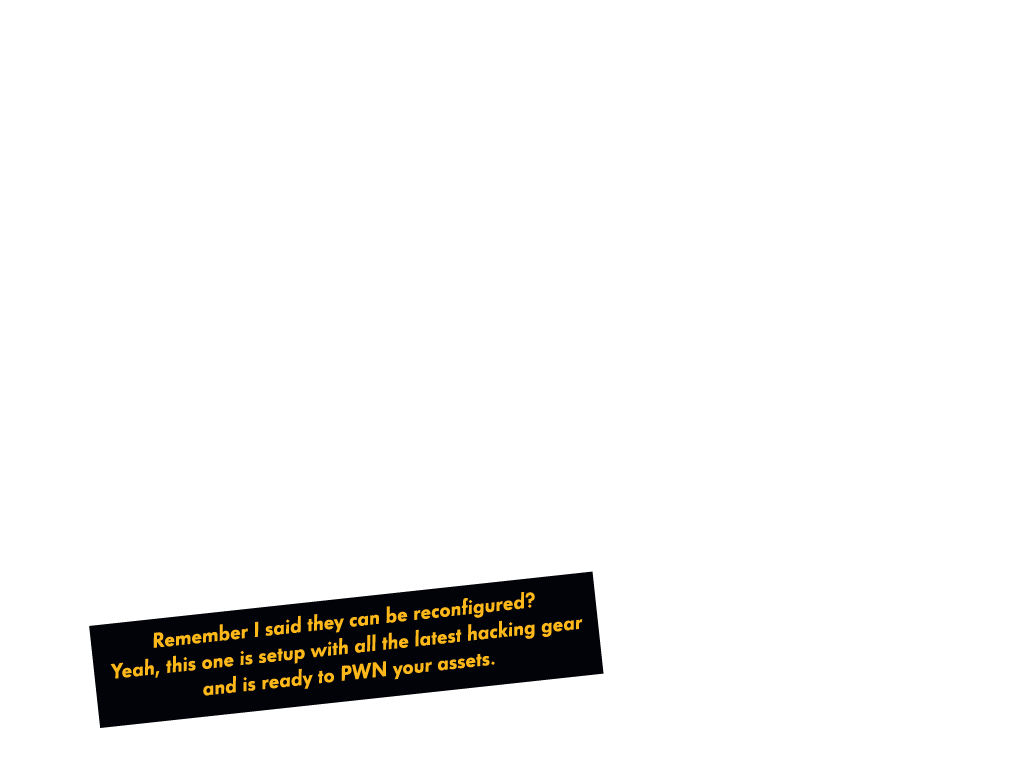 Remember I said they can be reconfigured?
Yeah, this one is setup with all the latest hacking gear
and is ready to PWN your assets.